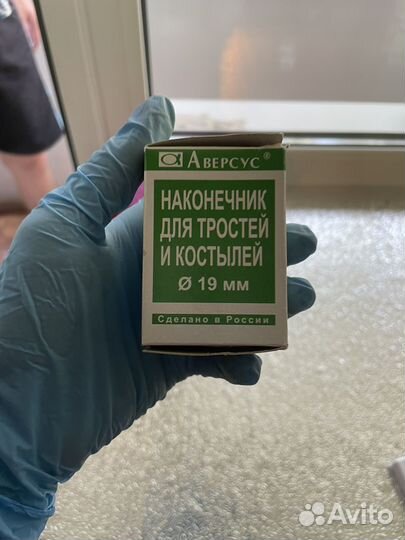 АВЕРСУС®
НАКОНЕЧНИК
ДЛЯ ТРОСТЕЙ
И КОСТЫЛЕЙ
Ø 19 мм
Сделано в России
Avito